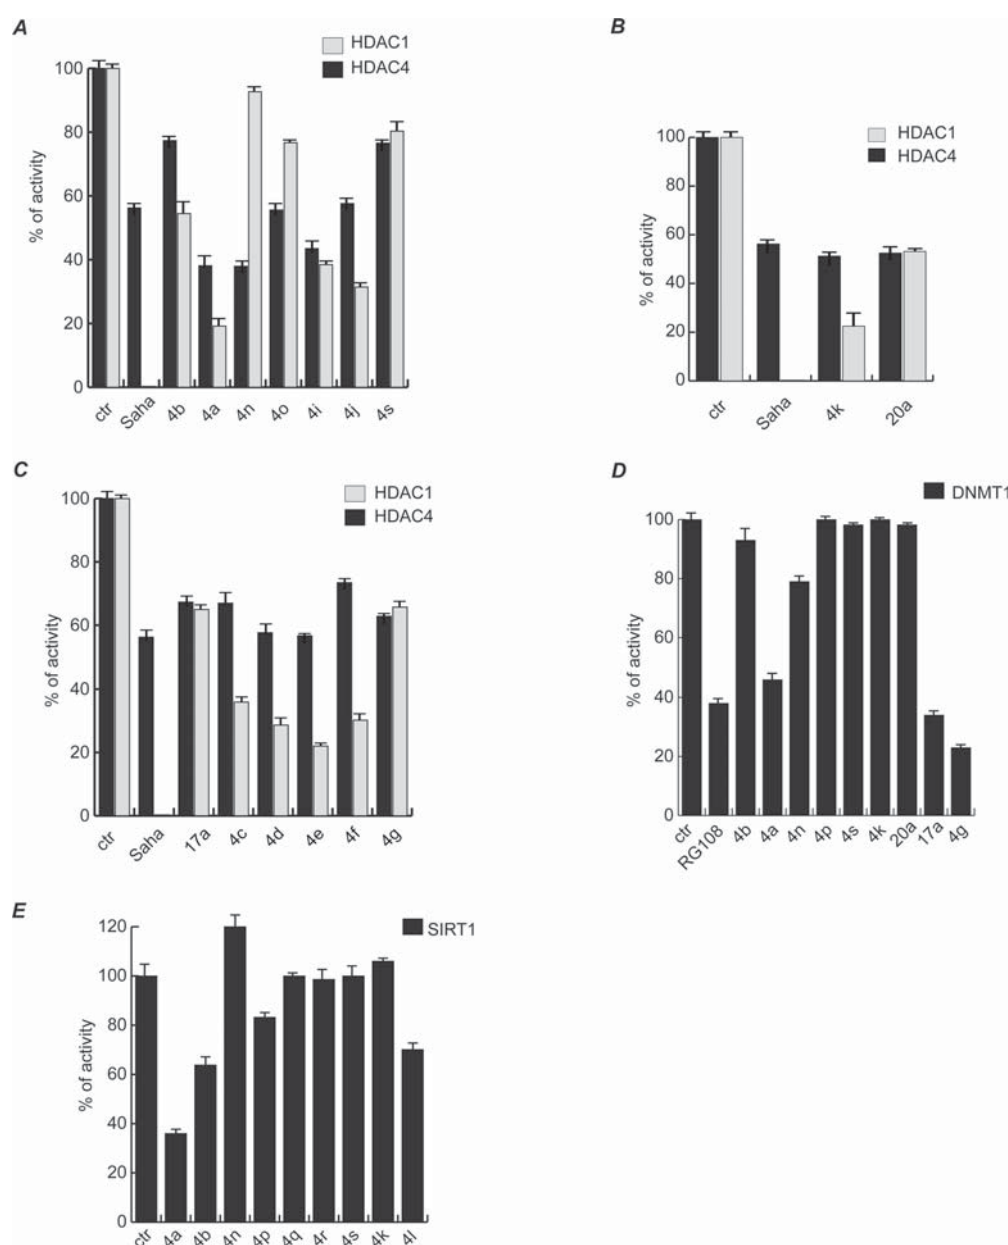 A
HDAC1
HDAC4
100
80
60
40
20
0
% of activity
ctr
Saha
4b
4a
4n
4o
4i
4j
4s
B
HDAC1
HDAC4
100
80
60
40
20
0
% of activity
ctr
Saha
4k
20a
C
HDAC1
HDAC4
100
80
60
40
20
0
% of activity
ctr
Saha
17a
4c
4d
4e
4f
4g
D
DNMT1
100
80
60
40
20
0
% of activity
ctr
RG108
4b
4a
4n
4p
4s
4k
20a
17a
4g
E
SIRT1
120
100
80
60
40
20
0
% of activity
ctr
4a
4b
4n
4p
4q
4r
4s
4k
4l